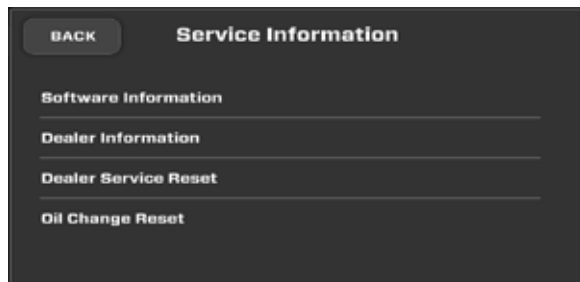 BACK
Service Information
Software Information
Dealer Information
Dealer Service Reset
Oil Change Reset